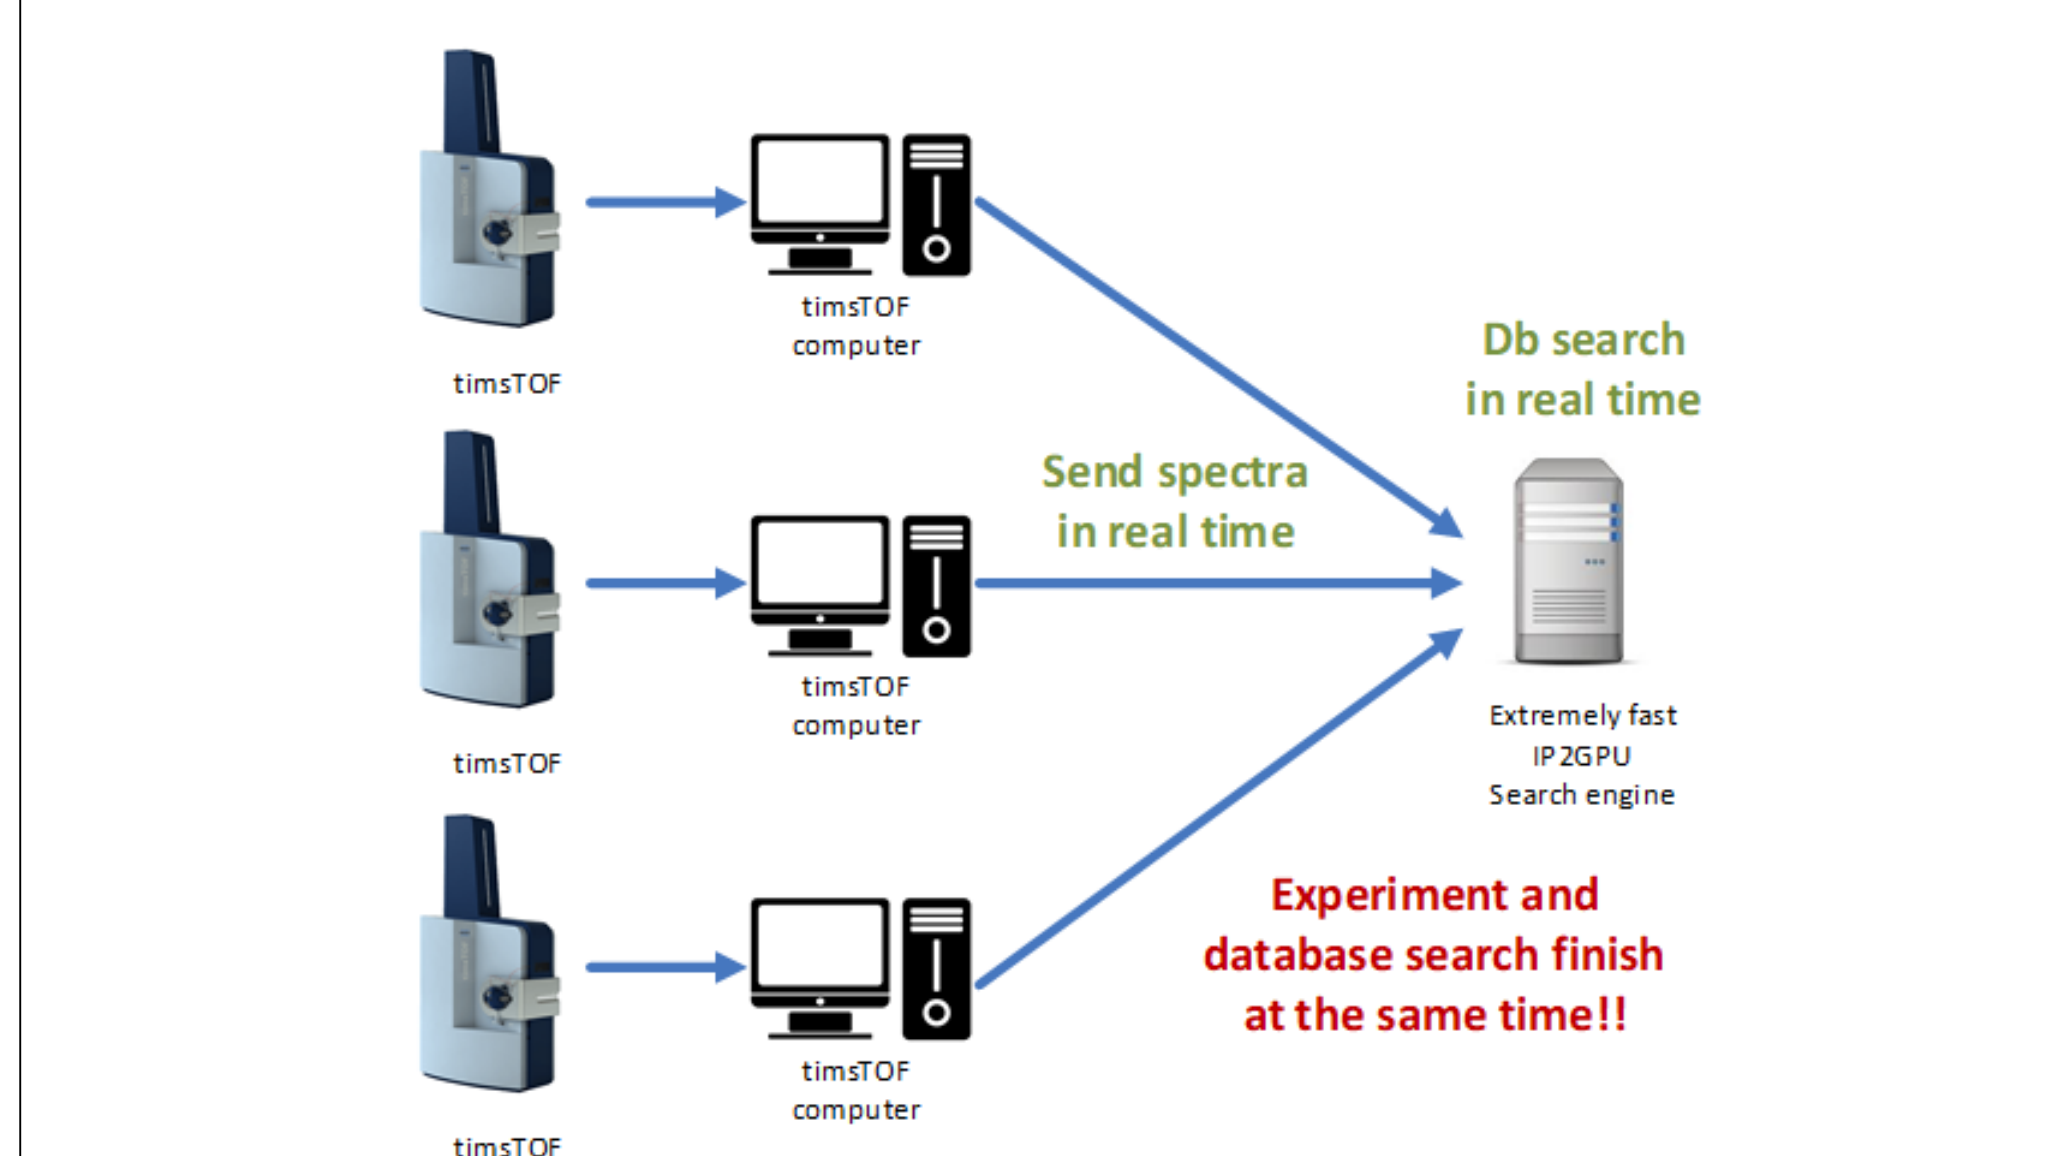 timsTOF
computer
timsTOF
Db search
in real time
Send spectra
in real time
timsTOF
computer
timsTOF
Extremely fast
IP2GPU
Search engine
Experiment and
database search finish
at the same time!!
timsTOF
computer
timsTOF